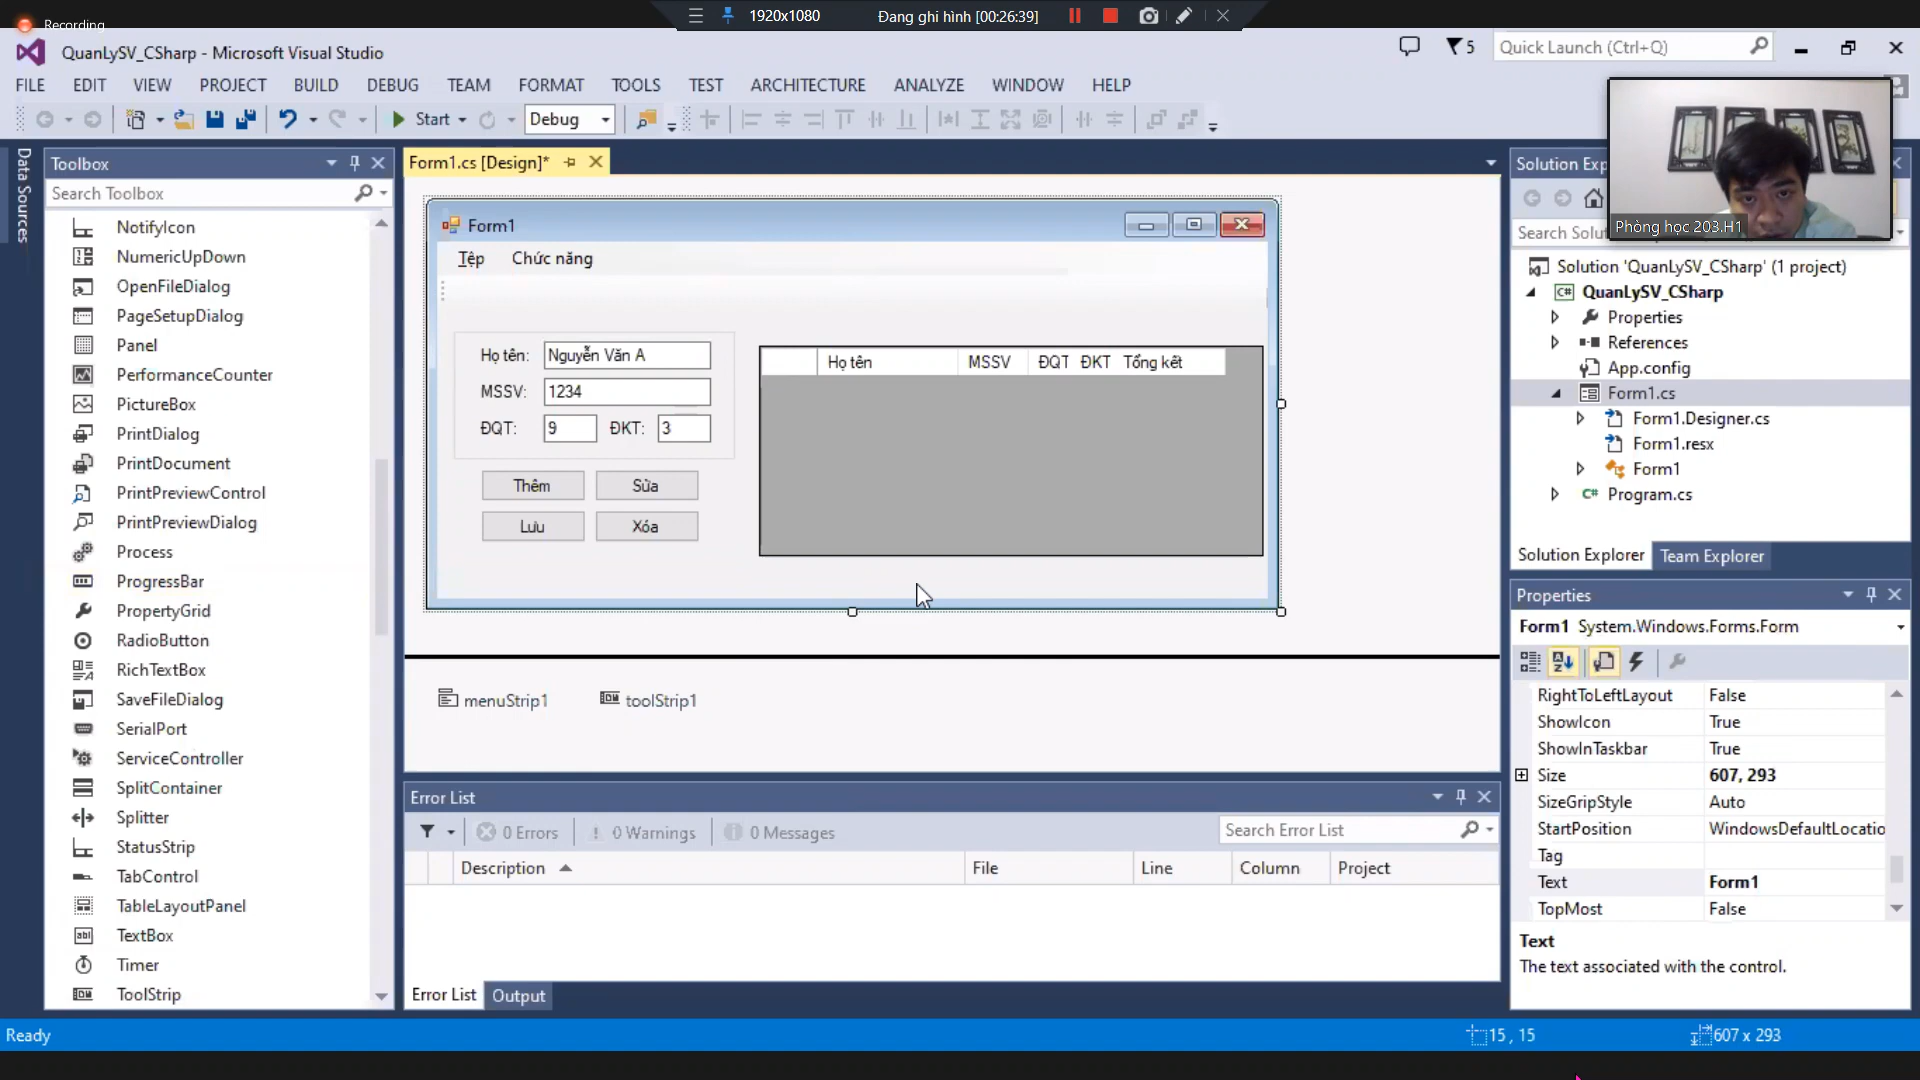 Recording
1920x1080
Đang ghi hình [00:26:39]
QuanLySV_CSharp - Microsoft Visual Studio
5
Quick Launch (Ctrl+Q)
FILE EDIT VIEW PROJECT BUILD DEBUG TEAM FORMAT TOOLS TEST ARCHITECTURE ANALYZE WINDOW HELP
Start
Debug
Data Sources
Toolbox
Search Toolbox
NotifyIcon
NumericUpDown
OpenFileDialog
PageSetupDialog
Panel
PerformanceCounter
PictureBox
PrintDialog
PrintDocument
PrintPreviewControl
PrintPreviewDialog
Process
ProgressBar
PropertyGrid
RadioButton
RichTextBox
SaveFileDialog
SerialPort
ServiceController
SplitContainer
Splitter
StatusStrip
TabControl
TableLayoutPanel
TextBox
Timer
ToolStrip
Form1.cs [Design]*
Form1
Tệp Chức năng
Họ tên: Nguyễn Văn A
MSSV: 1234
ĐQT: 9 ĐKT: 3
Thêm Sửa
Lưu Xóa
Họ tên MSSV ĐQT ĐKT Tổng kết
menuStrip1 toolStrip1
Error List
0 Errors 0 Warnings 0 Messages
Search Error List
Description File Line Column Project
Error List Output
Solution Exp
Phòng học 203.H1
Search Solu
Solution 'QuanLySV_CSharp' (1 project)
QuanLySV_CSharp
Properties
References
App.config
Form1.cs
Form1.Designer.cs
Form1.resx
Form1
Program.cs
Solution Explorer Team Explorer
Properties
Form1 System.Windows.Forms.Form
RightToLeftLayout False
ShowIcon True
ShowInTaskbar True
Size 607, 293
SizeGripStyle Auto
StartPosition WindowsDefaultLocatio
Tag
Text Form1
TopMost False
Text
The text associated with the control.
Ready
15 , 15
607 x 293